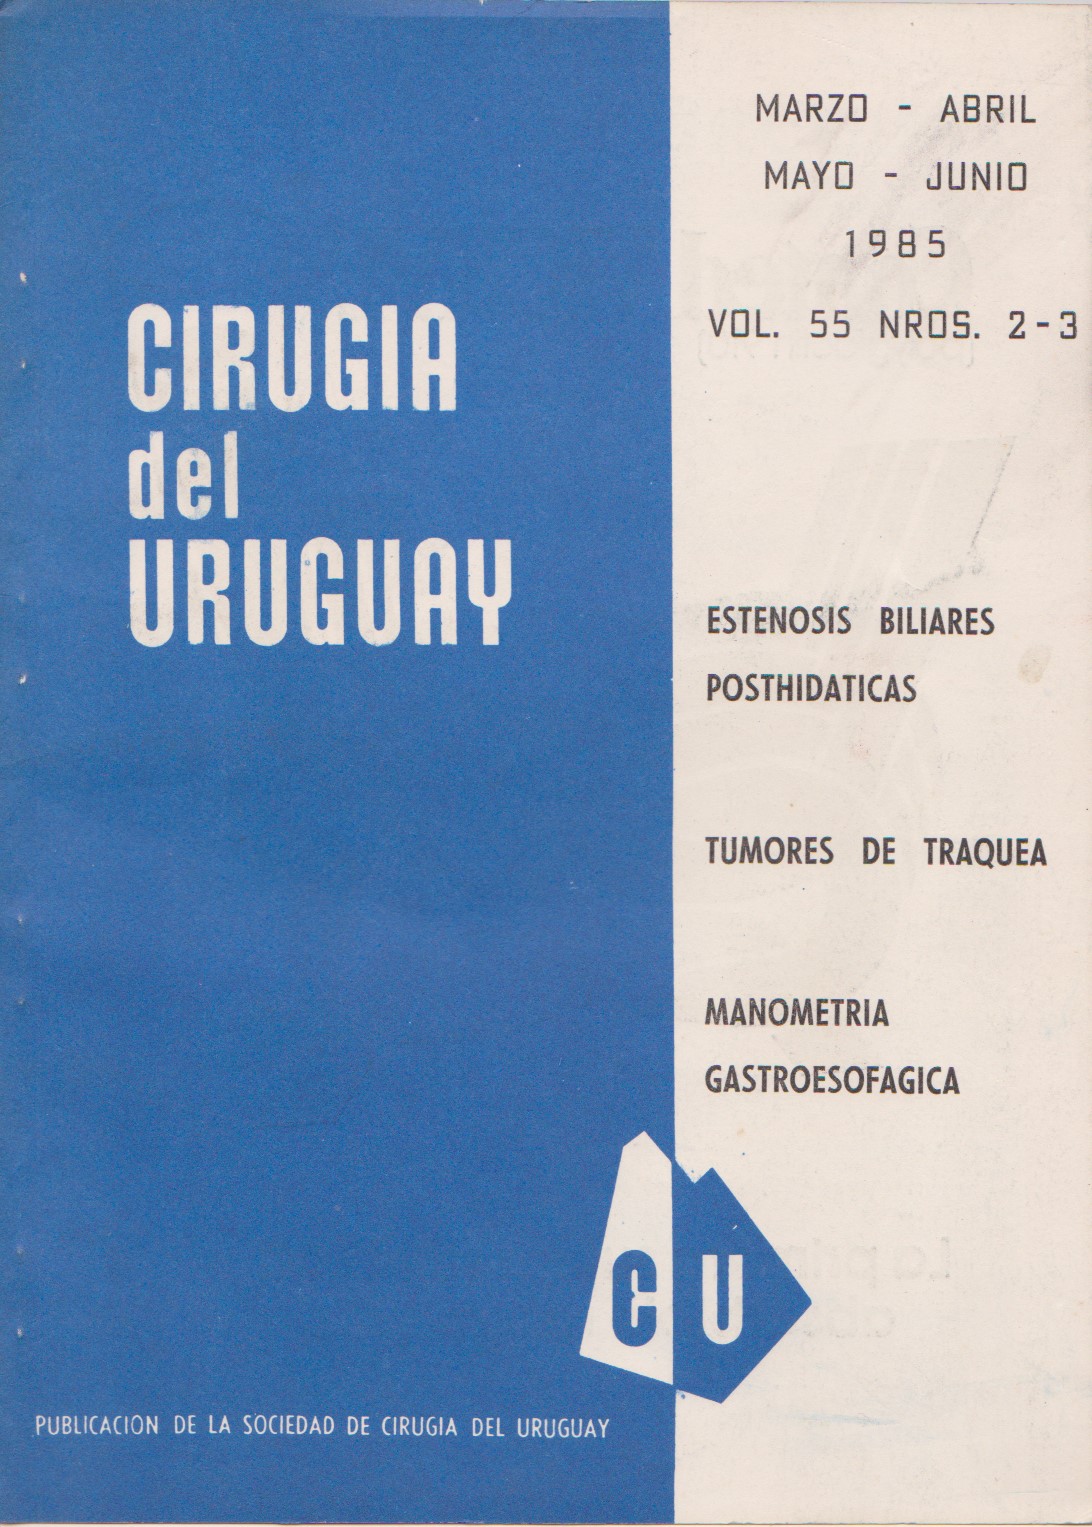 MARZO - ABRIL
MAYO - JUNIO
1985
VOL. 55 NROS. 2-3
CIRUGIA
del
URUGUAY
ESTENOSIS BILIARES
POSTHIDATICAS
TUMORES DE TRAQUEA
MANOMETRIA
GASTROESOFAGICA
CU
PUBLICACION DE LA SOCIEDAD DE CIRUGIA DEL URUGUAY